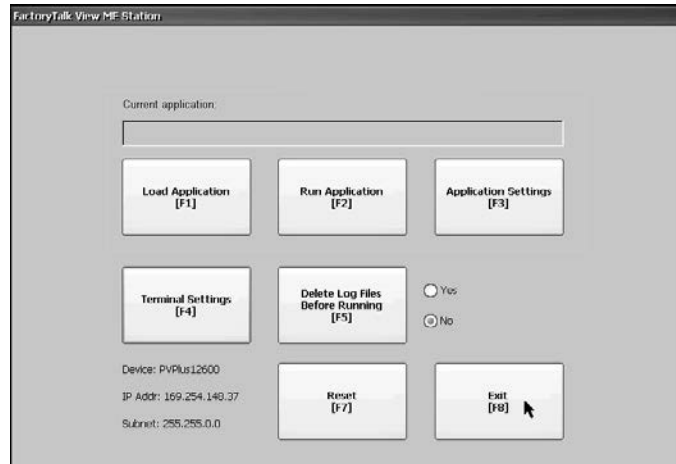 FactoryTalk View ME Station
Current application:
Load Application
[F1]
Run Application
[F2]
Application Settings
[F3]
Terminal Settings
[F4]
Delete Log Files
Before Running
[F5]
Yes
No
Device: PVPlus12600
IP Addr: 169.254.148.37
Subnet: 255.255.0.0
Reset
[F7]
Exit
[F8]